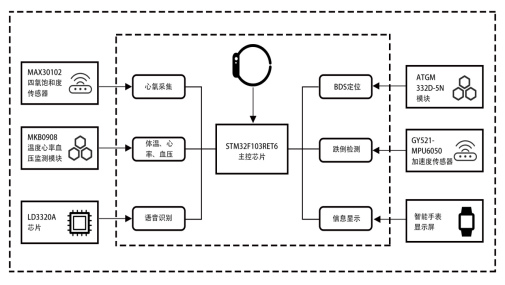 MAX30102
四氧饱和度
传感器
MKB0908
温度心率血
压监测模块
LD3320A
芯片
心氧采集
体温、心
率、血压
语音识别
STM32F103RET6
主控芯片
BDS定位
跌倒检测
信息显示
ATGM
332D-5N
模块
GY521-
MPU6050
加速度传感器
智能手表
显示屏